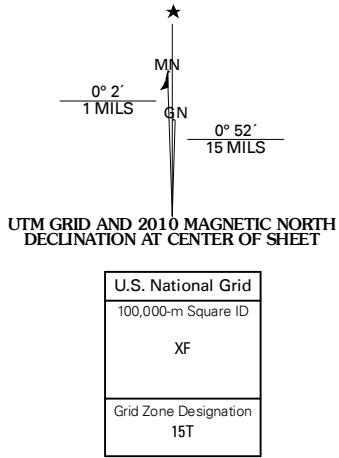 ★
MN
0° 2´
1 MILS
GN
0° 52´
15 MILS
UTM GRID AND 2010 MAGNETIC NORTH
DECLINATION AT CENTER OF SHEET
U.S. National Grid
100,000-m Square ID
XF
Grid Zone Designation
15T